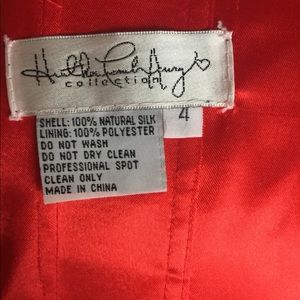 collection
4
SHELL: 100% NATURAL SILK
LINING: 100% POLYESTER
DO NOT WASH
DO NOT DRY CLEAN
PROFESSIONAL SPOT
CLEAN ONLY
MADE IN CHINA